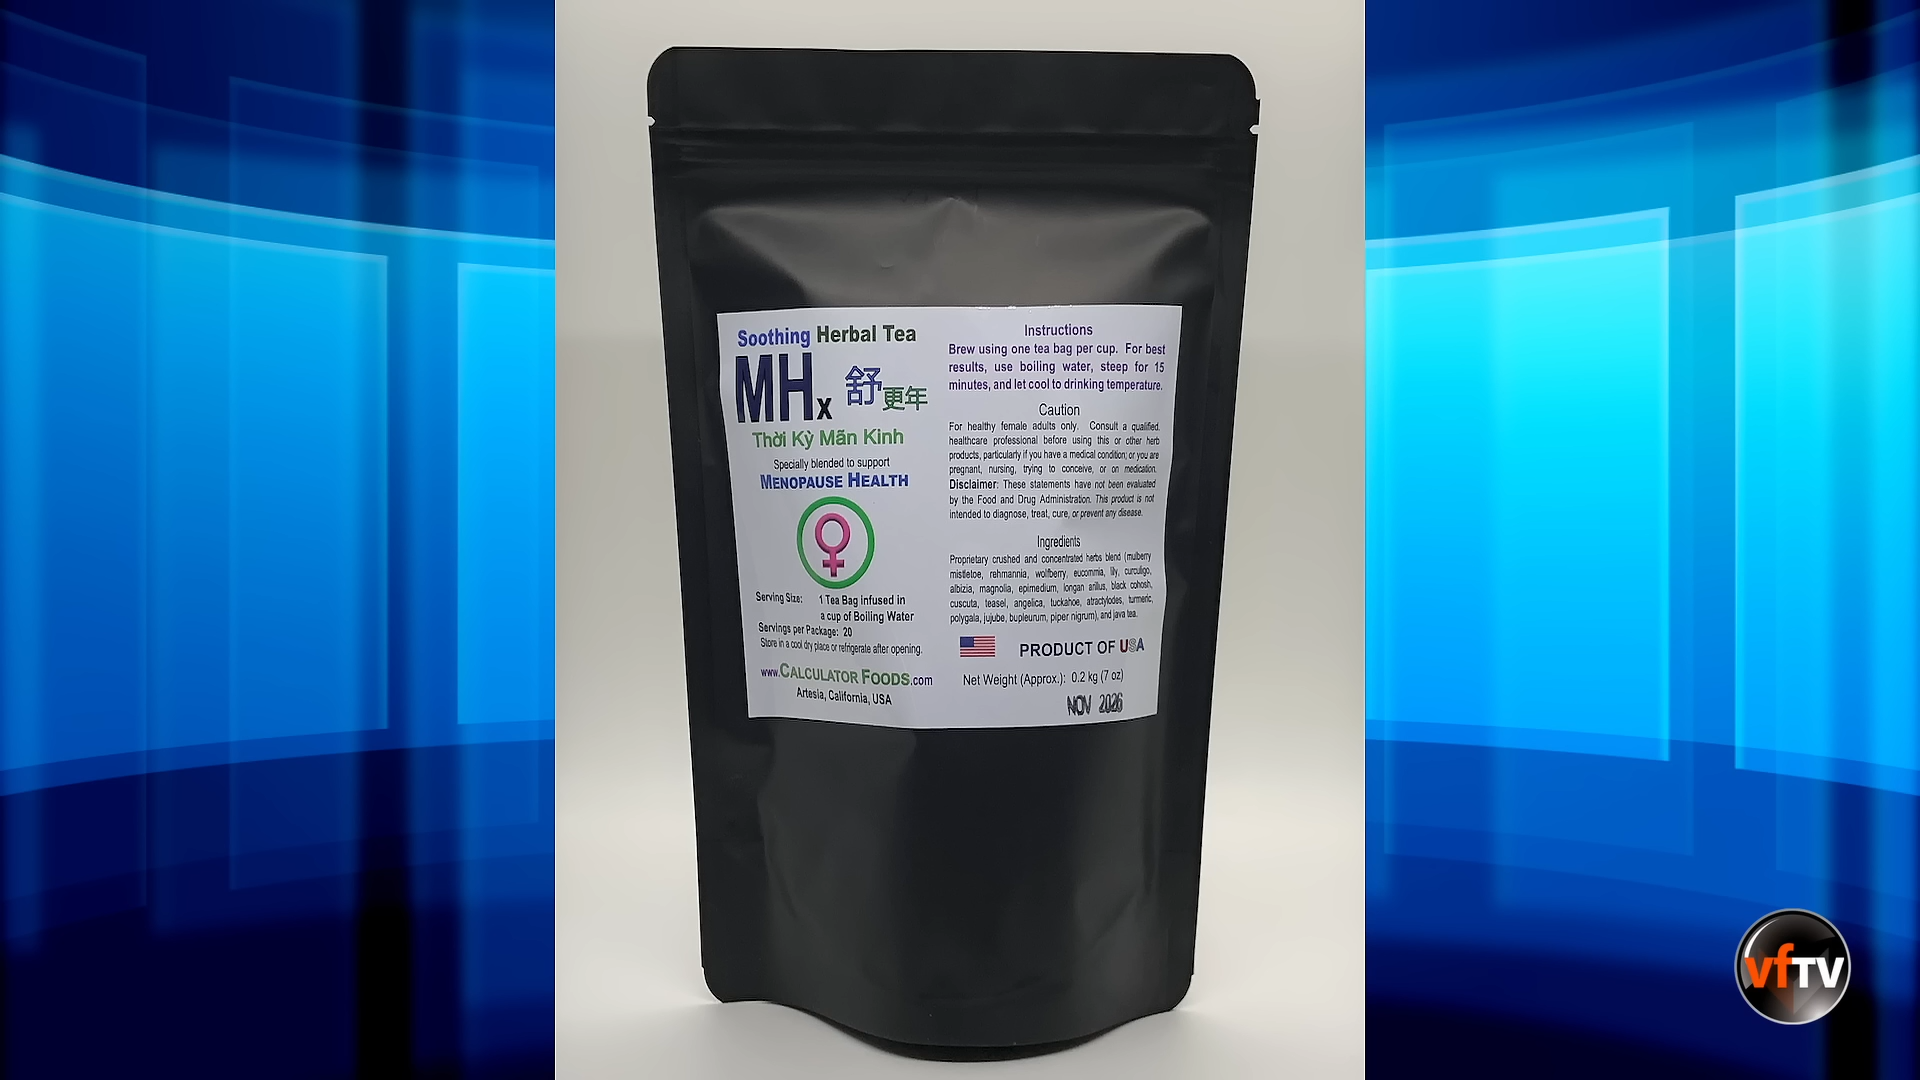 Soothing Herbal Tea
MHx 舒更年
Thời Kỳ Mãn Kinh
Specially blended to support
MENOPAUSE HEALTH
Serving Size: 1 Tea Bag infused in
a cup of Boiling Water
Servings per Package: 20
Store in a cool dry place or refrigerate after opening.
www.CALCULATOR FOODS.com
Artesia, California, USA
Instructions
Brew using one tea bag per cup. For best
results, use boiling water, steep for 15
minutes, and let cool to drinking temperature.
Caution
For healthy female adults only. Consult a qualified
healthcare professional before using this or other herb
products, particularly if you have a medical condition; or you are
pregnant, nursing, trying to conceive, or on medication.
Disclaimer: These statements have not been evaluated
by the Food and Drug Administration. This product is not
intended to diagnose, treat, cure, or prevent any disease.
Ingredients
Proprietary crushed and concentrated herbs blend (mulberry
mistletoe, rehmannia, wolfberry, eucommia, lily, curculigo,
albizia, magnolia, epimedium, longan arillus, black cohosh,
cuscuta, teasel, angelica, tuckahoe, atractylodes, turmeric,
polygala, jujube, bupleurum, piper nigrum), and java tea.
PRODUCT OF USA
Net Weight (Approx.): 0.2 kg (7 oz)
NOV 2026
vfTV